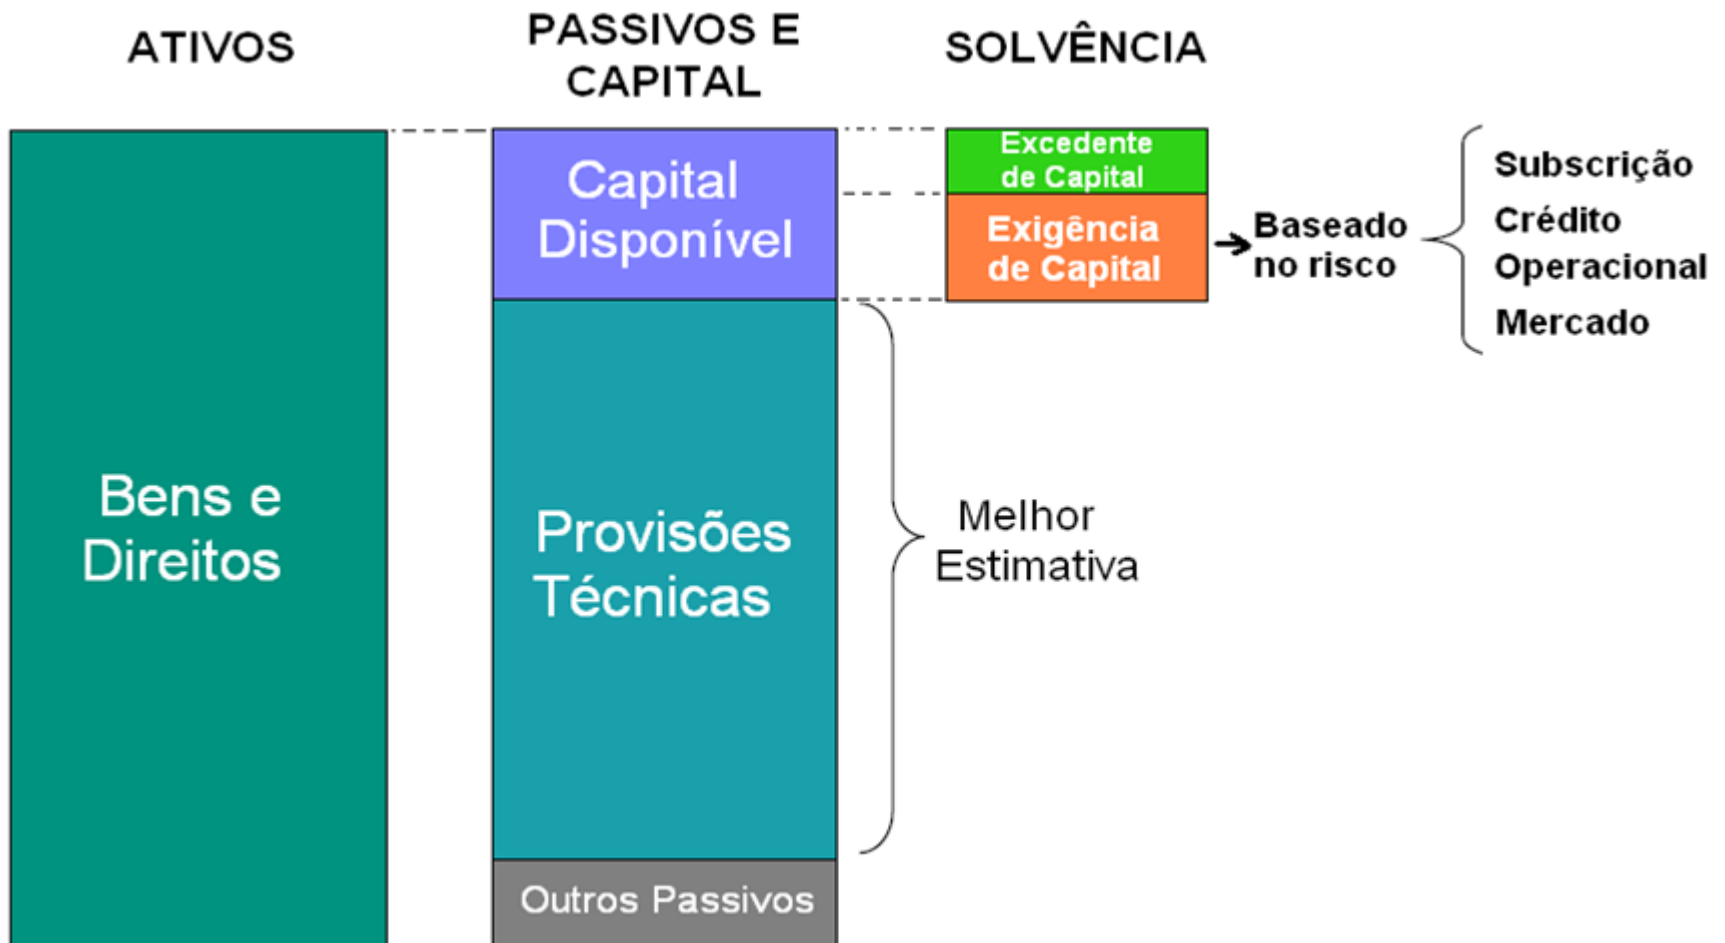 ATIVOS
PASSIVOS E
CAPITAL
SOLVÊNCIA
Bens e
Direitos
Capital
Disponível
Provisões
Técnicas
Outros Passivos
Excedente
de Capital
Exigência
de Capital
Baseado
no risco
Subscrição
Crédito
Operacional
Mercado
Melhor
Estimativa